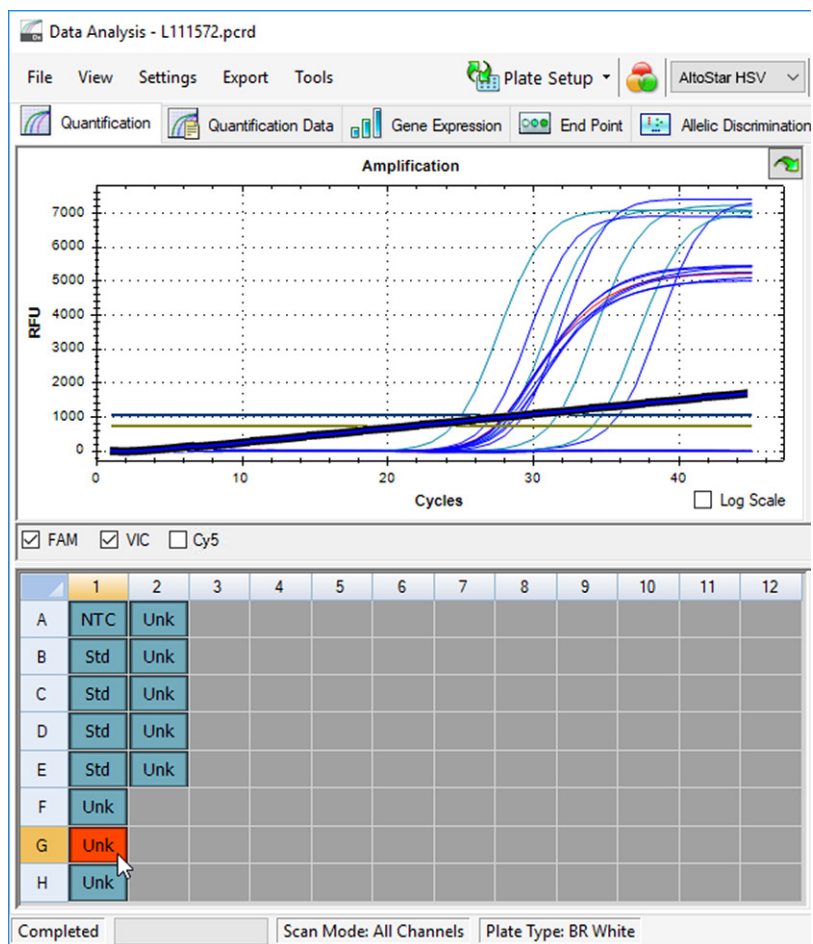 Data Analysis - L111572.pcrd
File View Settings Export Tools Plate Setup AltoStar HSV
Quantification Quantification Data Gene Expression End Point Allelic Discrimination
Amplification
7000
6000
5000
4000
3000
2000
1000
0
RFU
0 10 20 30 40
Cycles
Log Scale
FAM VIC Cy5
1 2 3 4 5 6 7 8 9 10 11 12
A NTC Unk
B Std Unk
C Std Unk
D Std Unk
E Std Unk
F Unk
G Unk
H Unk
Completed Scan Mode: All Channels Plate Type: BR White